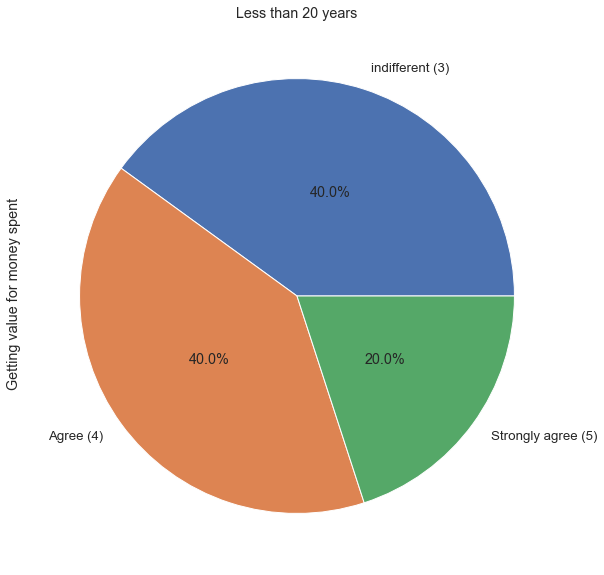 Less than 20 years
indifferent (3)
40.0%
Getting value for money spent
40.0%
20.0%
Agree (4)
Strongly agree (5)